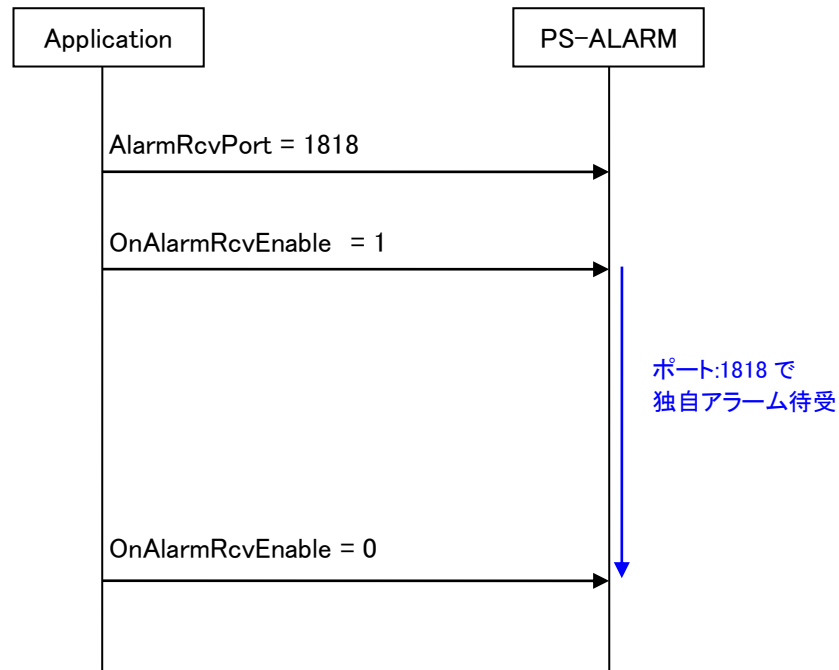 Application
PS-ALARM
AlarmRcvPort = 1818
OnAlarmRcvEnable = 1
ポート:1818 で
独自アラーム待受
OnAlarmRcvEnable = 0